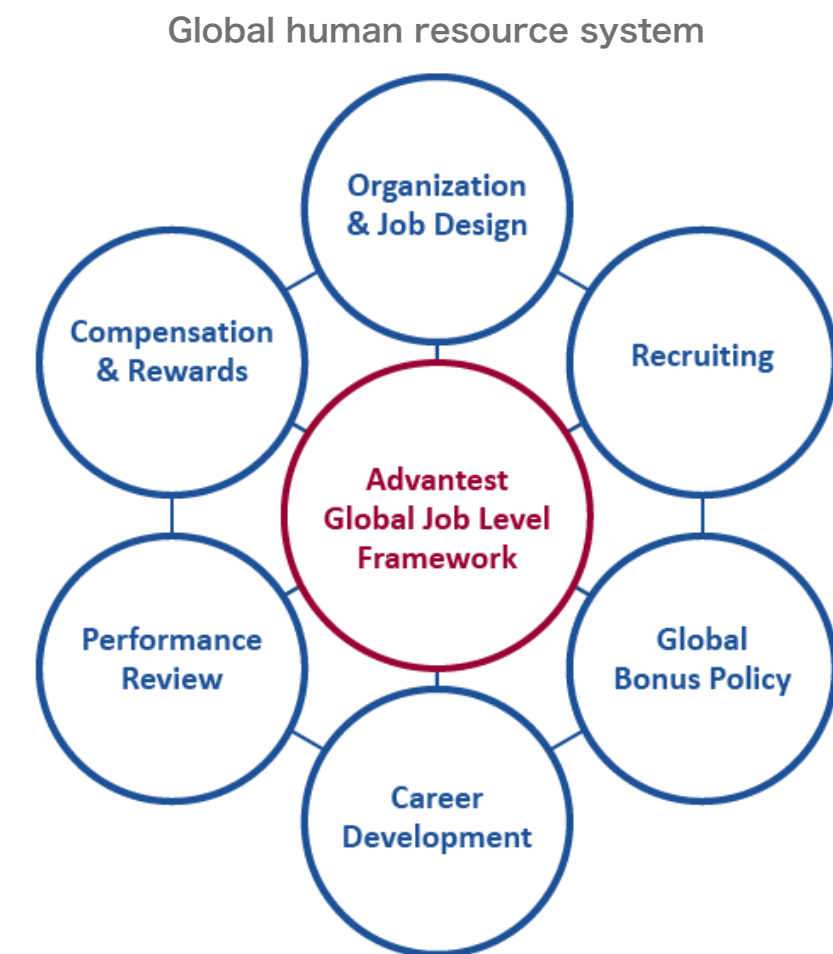 Global human resource system
Organization
& Job Design
Compensation
& Rewards
Recruiting
Advantest
Global Job Level
Framework
Performance
Review
Global
Bonus Policy
Career
Development